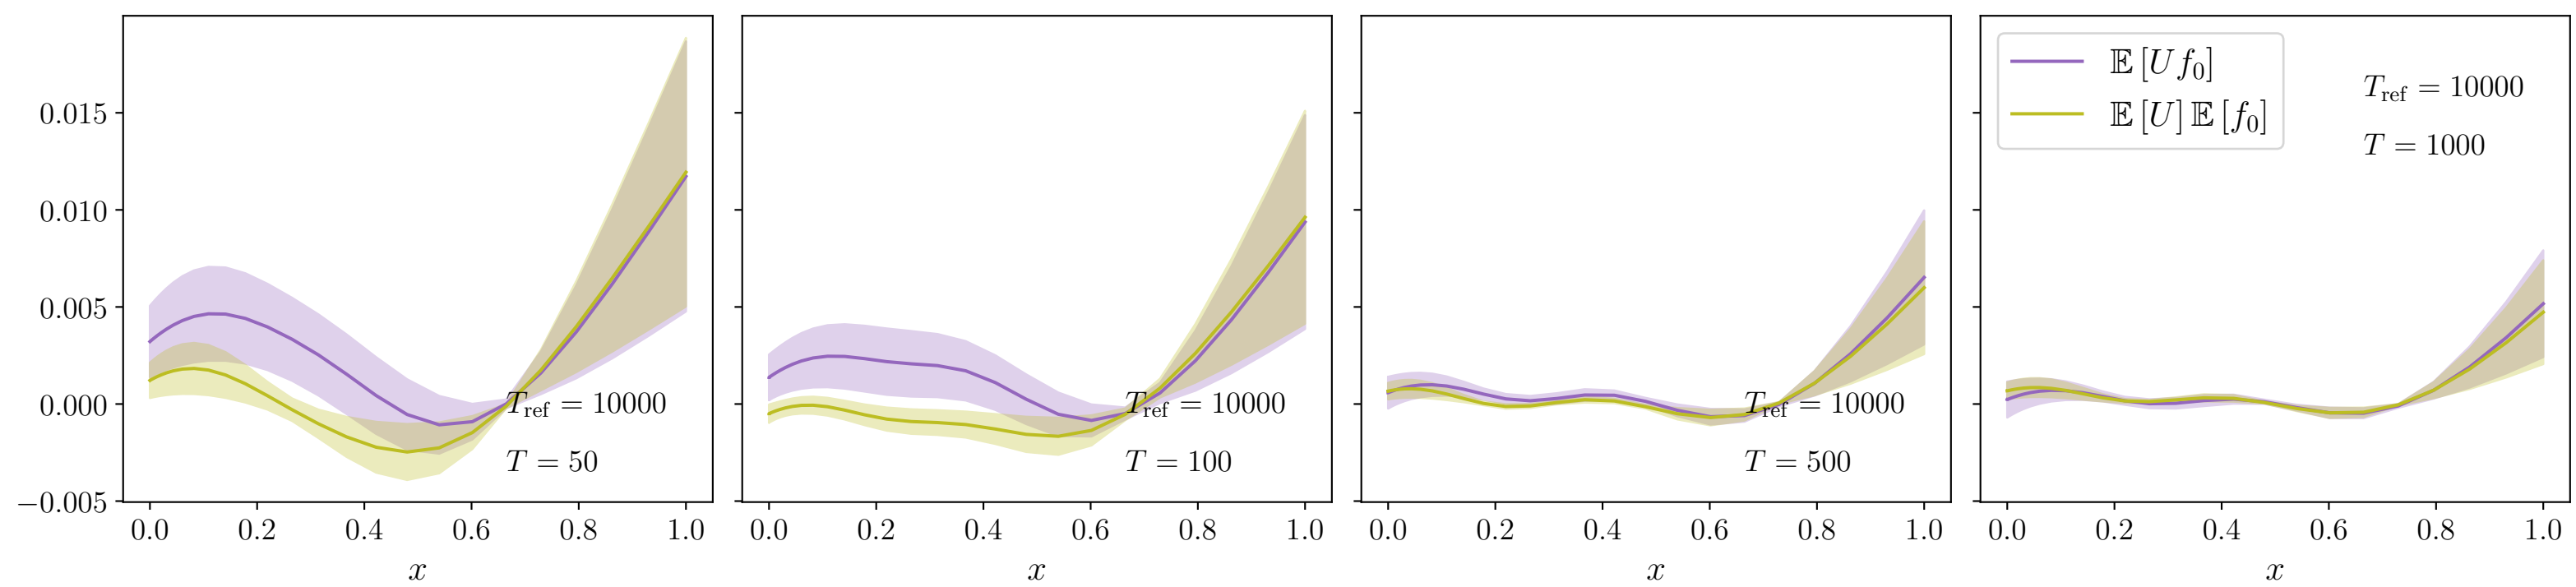 0.015
0.010
0.005
0.000
−0.005
0.0 0.2 0.4 0.6 0.8 1.0
x
T_ref = 10000
T = 50
0.0 0.2 0.4 0.6 0.8 1.0
x
T_ref = 10000
T = 100
0.0 0.2 0.4 0.6 0.8 1.0
x
T_ref = 10000
T = 500
𝔼 [U f₀]
𝔼 [U] 𝔼 [f₀]
T_ref = 10000
T = 1000
0.0 0.2 0.4 0.6 0.8 1.0
x